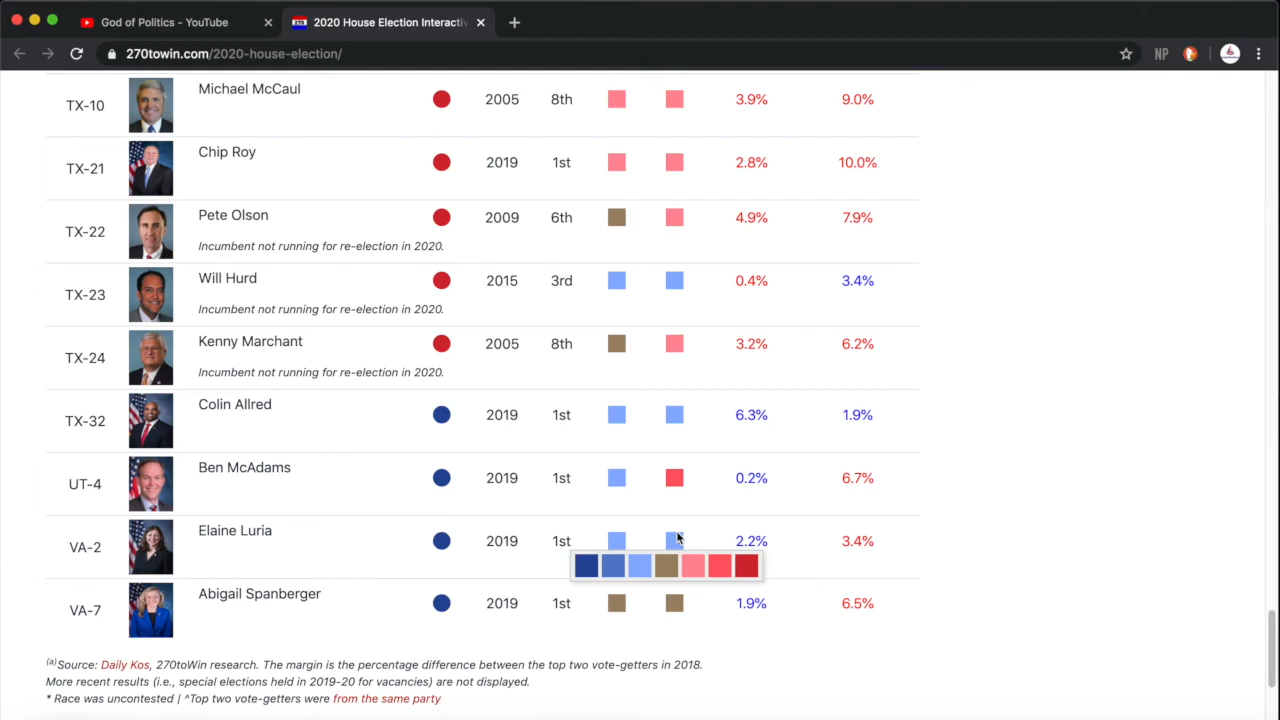 God of Politics - YouTube
2020 House Election Interactiv
270towin.com/2020-house-election/
NP
TX-10 Michael McCaul 2005 8th 3.9% 9.0%
TX-21 Chip Roy 2019 1st 2.8% 10.0%
TX-22 Pete Olson 2009 6th 4.9% 7.9%
Incumbent not running for re-election in 2020.
TX-23 Will Hurd 2015 3rd 0.4% 3.4%
Incumbent not running for re-election in 2020.
TX-24 Kenny Marchant 2005 8th 3.2% 6.2%
Incumbent not running for re-election in 2020.
TX-32 Colin Allred 2019 1st 6.3% 1.9%
UT-4 Ben McAdams 2019 1st 0.2% 6.7%
VA-2 Elaine Luria 2019 1st 2.2% 3.4%
VA-7 Abigail Spanberger 2019 1st 1.9% 6.5%
(a)Source: Daily Kos, 270toWin research. The margin is the percentage difference between the top two vote-getters in 2018.
More recent results (i.e., special elections held in 2019-20 for vacancies) are not displayed.
* Race was uncontested | ^Top two vote-getters were from the same party